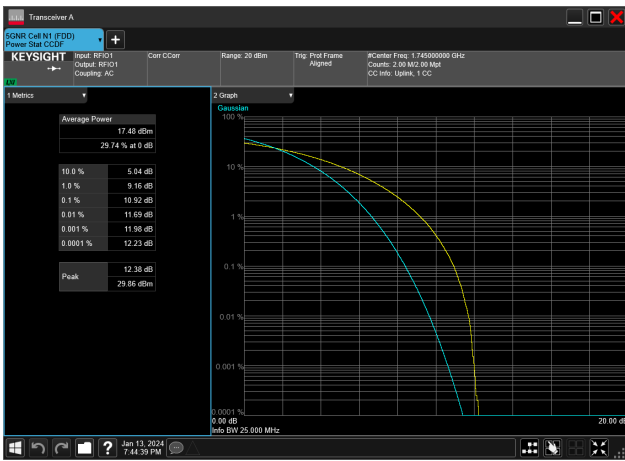 Transceiver A
5GNR Cell N1 (FDD)
Power Stat CCDF
KEYSIGHT
Input: RFIO1
Output: RFIO1
Coupling: AC
Corr CCorr
Range: 20 dBm
Trig: Prot Frame
Aligned
#Center Freq: 1.745000000 GHz
Counts: 2.00 M/2.00 Mpt
CC Info: Uplink, 1 CC
1 Metrics
Average Power
17.48 dBm
29.74 % at 0 dB
10.0 % 5.04 dB
1.0 % 9.16 dB
0.1 % 10.92 dB
0.01 % 11.69 dB
0.001 % 11.98 dB
0.0001 % 12.23 dB
Peak
12.38 dB
29.86 dBm
2 Graph
Gaussian
100 %
10 %
1 %
0.1 %
0.01 %
0.001 %
0.0001 %
0.00 dB
20.00 dB
Info BW 25.000 MHz
Jan 13, 2024
7:44:39 PM